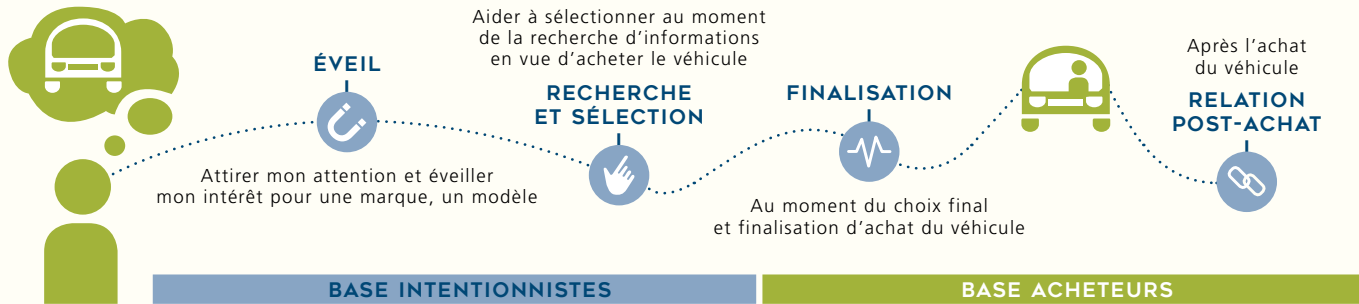 ÉVEIL
Attirer mon attention et éveiller
mon intérêt pour une marque, un modèle
Aider à sélectionner au moment
de la recherche d’informations
en vue d’acheter le véhicule
RECHERCHE
ET SÉLECTION
FINALISATION
Au moment du choix final
et finalisation d’achat du véhicule
Après l’achat
du véhicule
RELATION
POST-ACHAT
BASE INTENTIONNISTES
BASE ACHETEURS